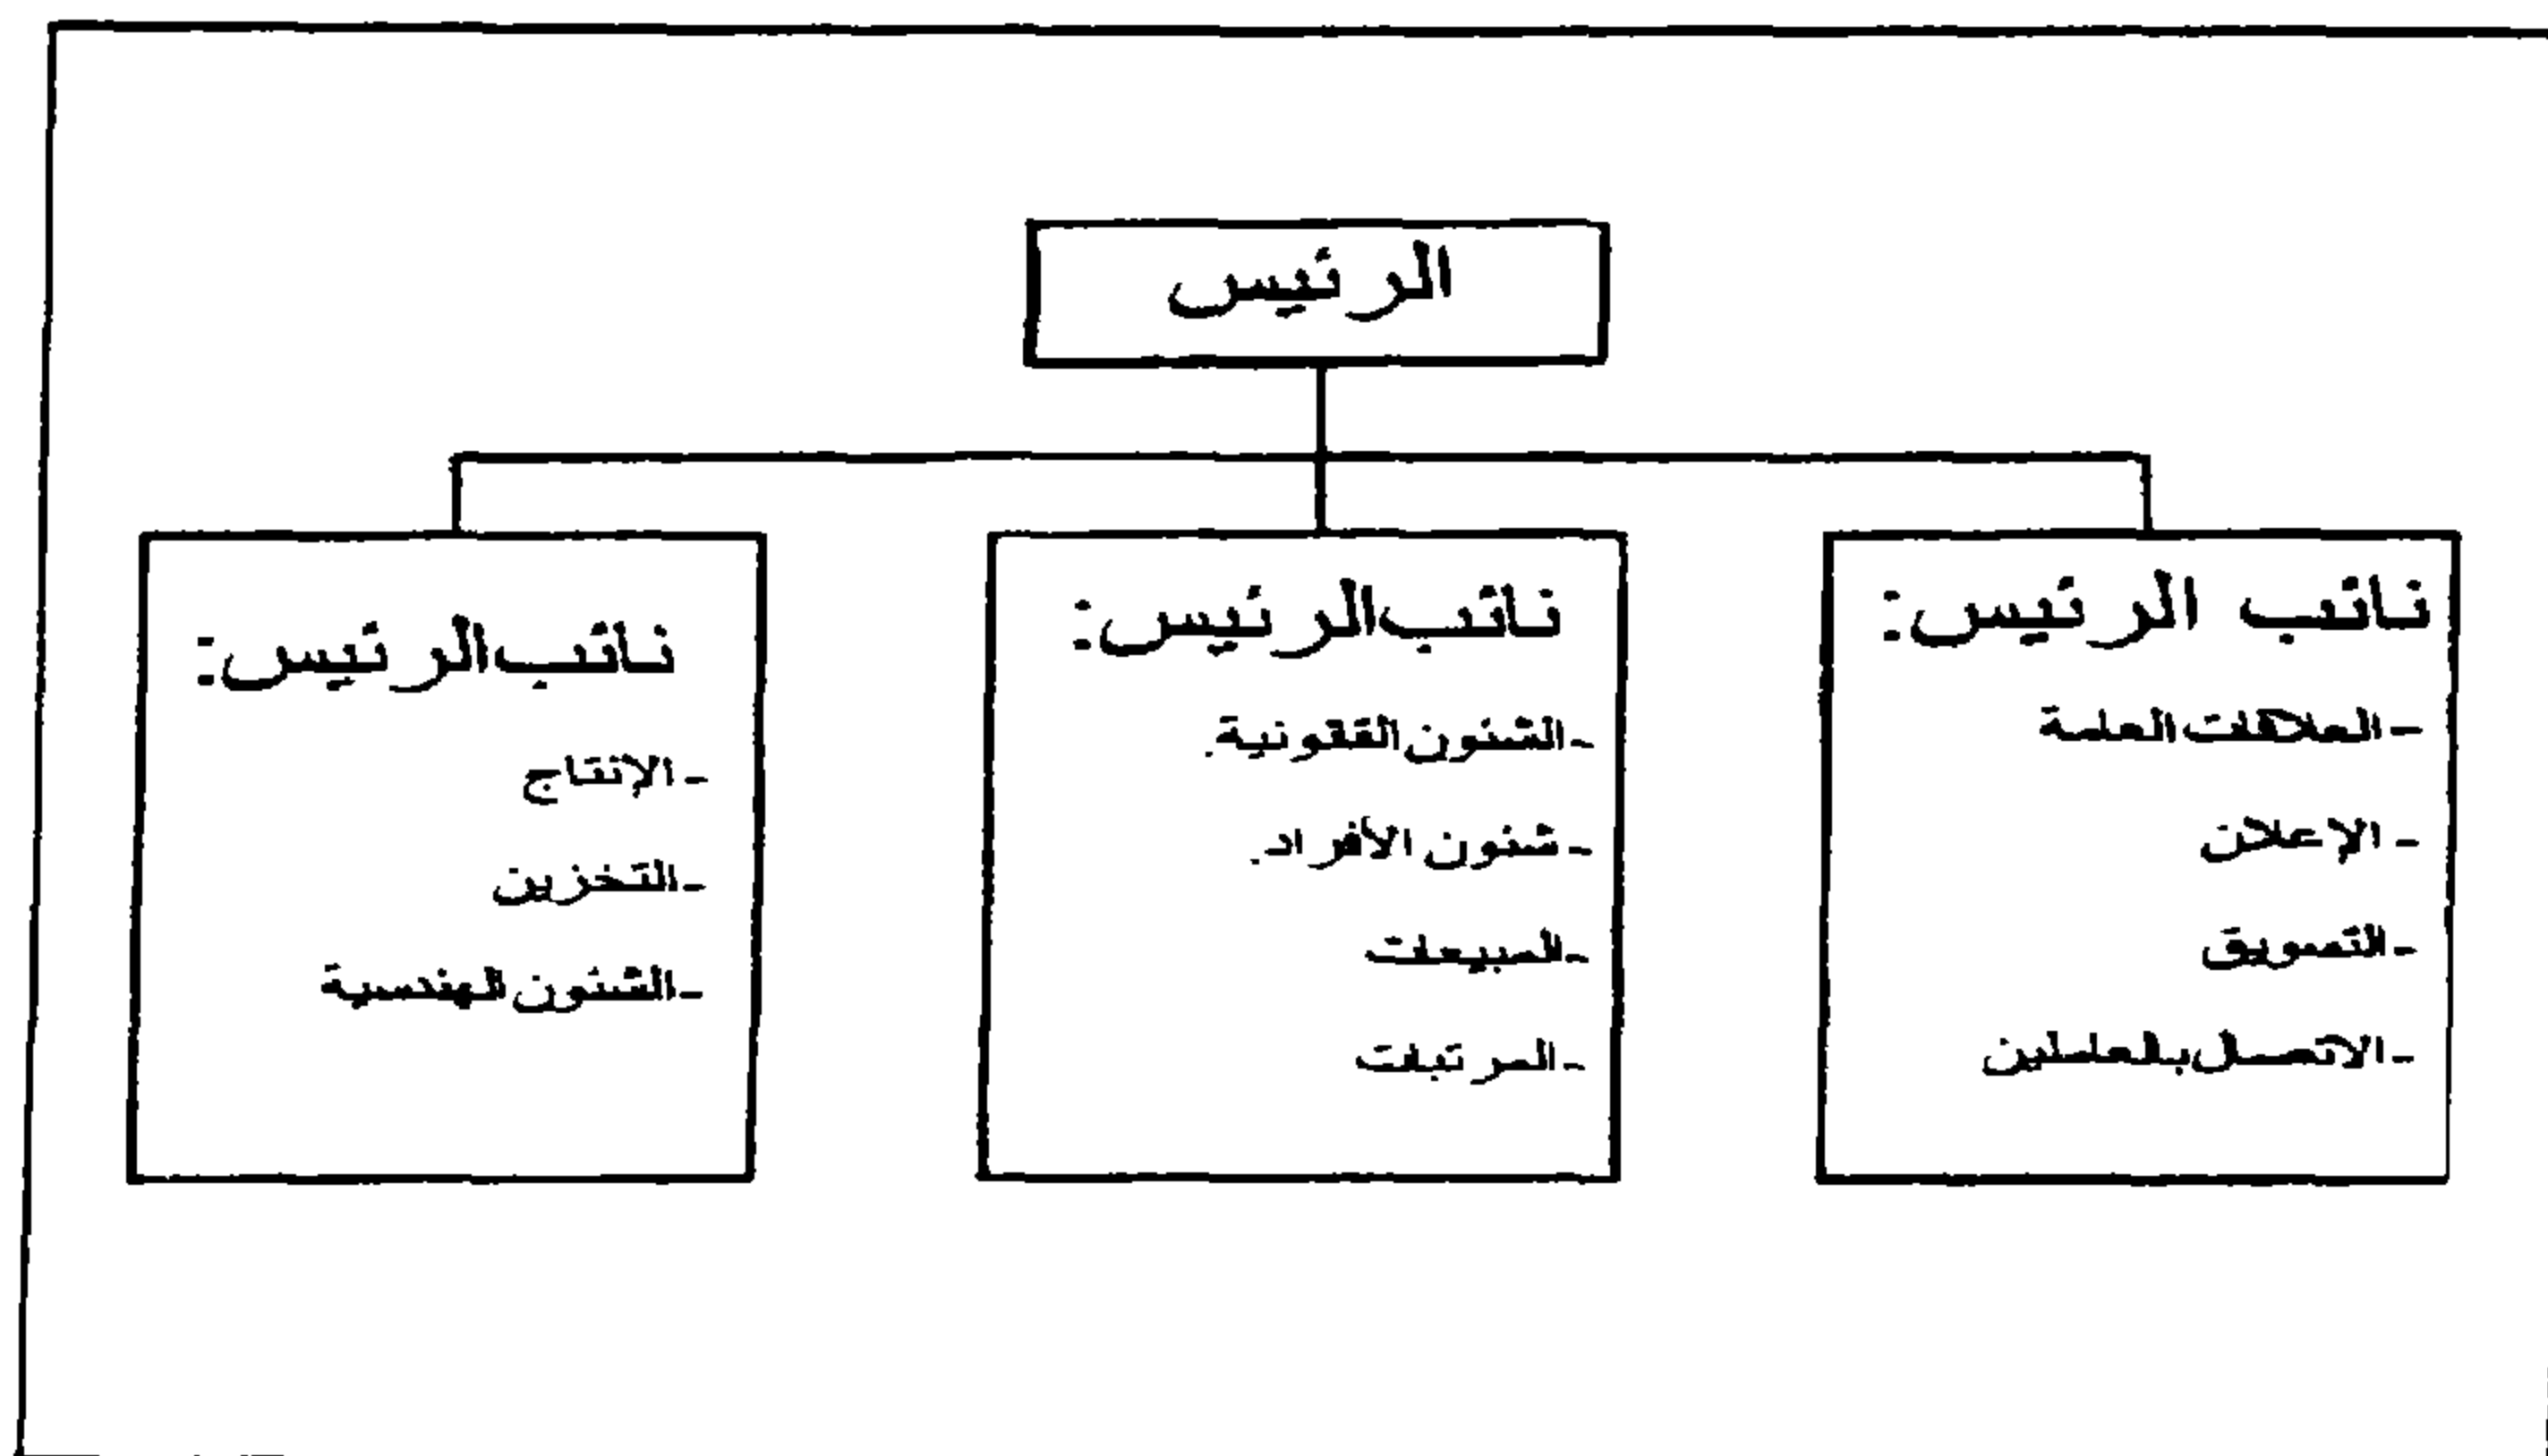 الرئيس
نائب الرئيس:
- العلاقات العامة
- الإعلان
- التسويق
- الاتصال بالعاملين
نائب الرئيس:
- الشئون القانونية.
- شئون الأفراد.
- المبيعات
- المرتبات
نائب الرئيس:
- الإنتاج
- التخزين
- الشئون الهندسية